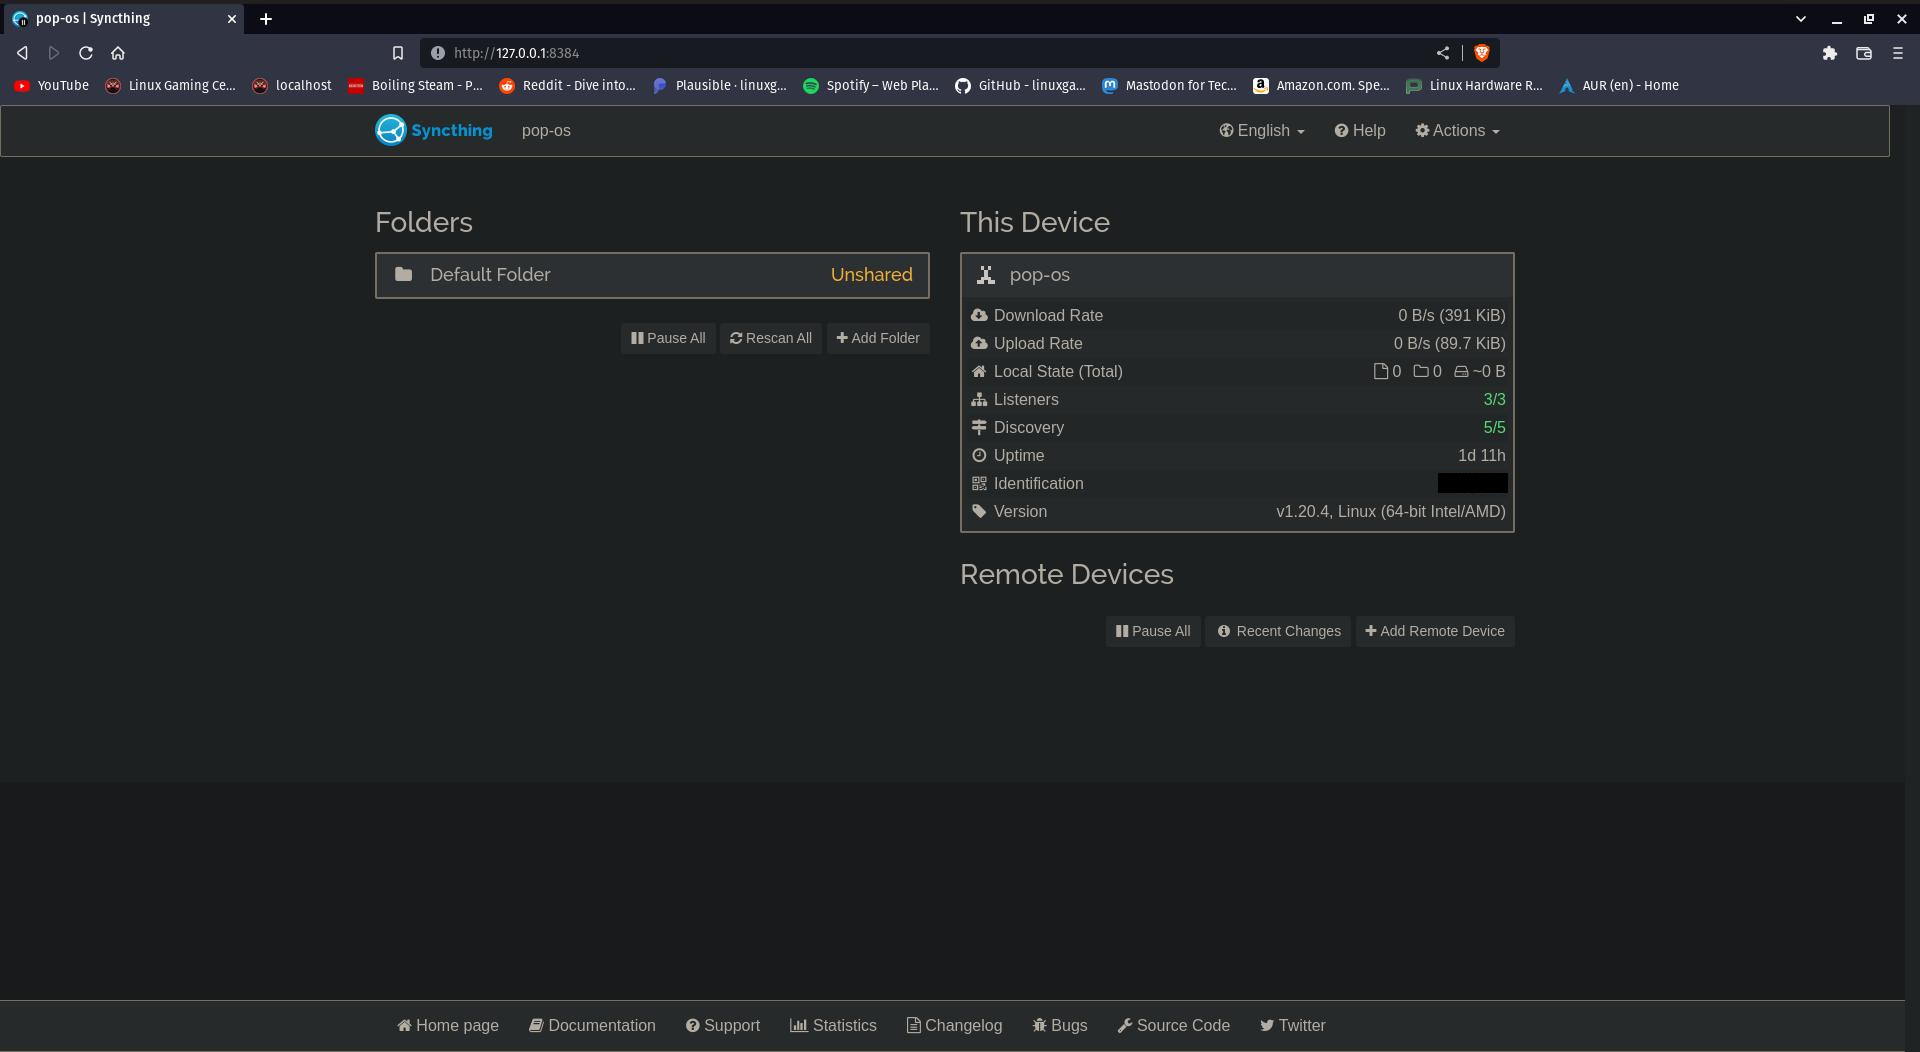 pop-os | Syncthing
http://127.0.0.1:8384
YouTube Linux Gaming Ce... localhost Boiling Steam - P... Reddit - Dive into... Plausible · linuxg... Spotify – Web Pla... GitHub - linuxga... Mastodon for Tec... Amazon.com. Spe... Linux Hardware R... AUR (en) - Home
Syncthing pop-os English Help Actions
Folders
Default Folder Unshared
Pause All Rescan All Add Folder
This Device
pop-os
Download Rate 0 B/s (391 KiB)
Upload Rate 0 B/s (89.7 KiB)
Local State (Total) 0 0 ~0 B
Listeners 3/3
Discovery 5/5
Uptime 1d 11h
Identification
Version v1.20.4, Linux (64-bit Intel/AMD)
Remote Devices
Pause All Recent Changes Add Remote Device
Home page Documentation Support Statistics Changelog Bugs Source Code Twitter